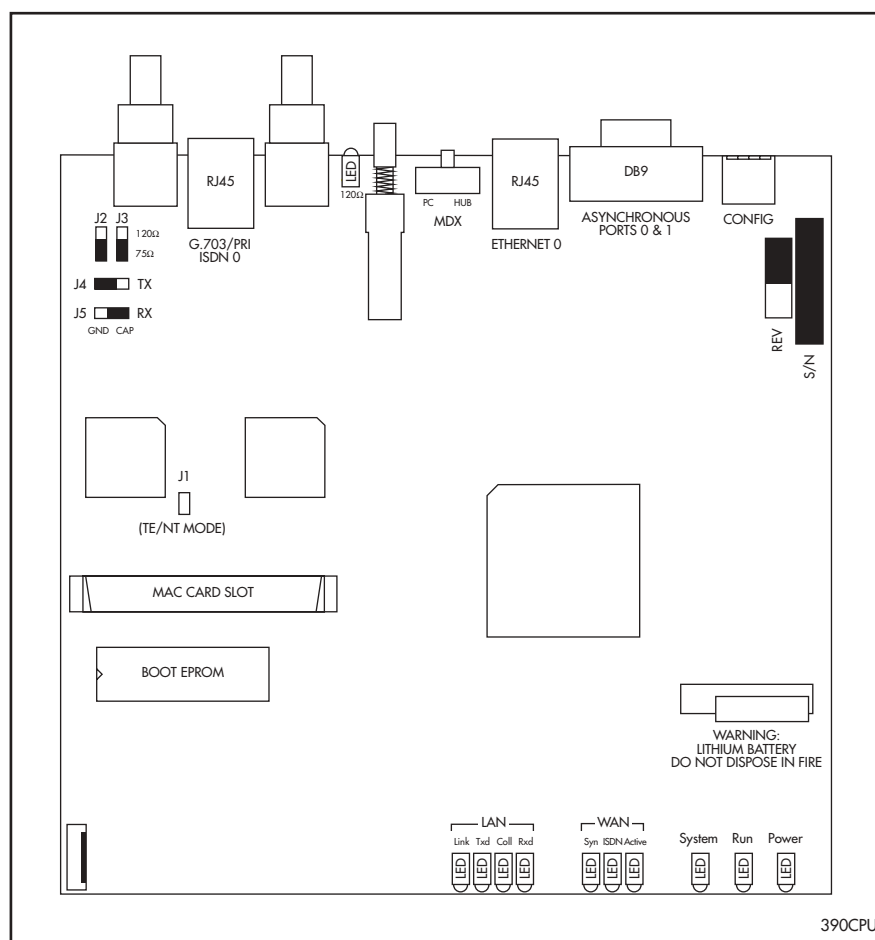 RJ45
LED
120Ω
PC HUB
MDX
RJ45
DB9
G.703/PRI
ISDN 0
ETHERNET 0
ASYNCHRONOUS
PORTS 0 & 1
CONFIG
J2 J3
120Ω
75Ω
J4 TX
J5 RX
GND CAP
REV
S/N
J1
(TE/NT MODE)
MAC CARD SLOT
BOOT EPROM
WARNING:
LITHIUM BATTERY
DO NOT DISPOSE IN FIRE
LAN
Link Txd Coll Rxd
LED LED LED LED
WAN
Syn ISDN Active
LED LED LED
System Run Power
LED LED LED
390CPU